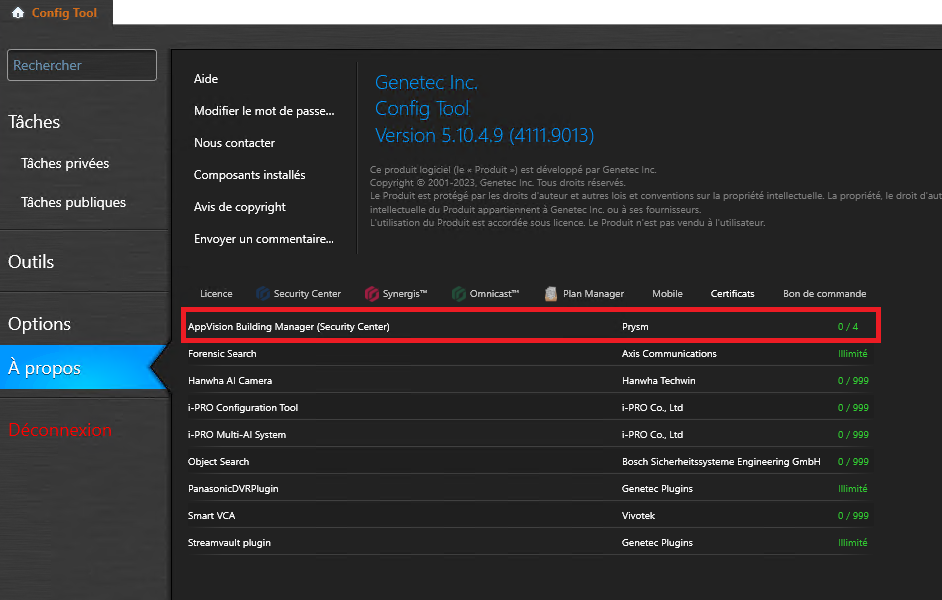 Config Tool
Rechercher
Tâches
Tâches privées
Tâches publiques
Outils
Options
À propos
Déconnexion
Aide
Modifier le mot de passe...
Nous contacter
Composants installés
Avis de copyright
Envoyer un commentaire...
Genetec Inc.
Config Tool
Version 5.10.4.9 (4111.9013)
Ce produit logiciel (le « Produit ») est développé par Genetec Inc.
Copyright © 2001-2023, Genetec Inc. Tous droits réservés.
Le Produit est protégé par les droits d'auteur et autres lois et conventions sur la propriété intellectuelle. La propriété, le droit d'aut
intellectuelle du Produit appartiennent à Genetec Inc. ou à ses fournisseurs.
L'utilisation du Produit est accordée sous licence. Le Produit n'est pas vendu à l'utilisateur.
Licence Security Center Synergis™ Omnicast™ Plan Manager Mobile Certificats Bon de commande
AppVision Building Manager (Security Center) Prysm 0 / 4
Forensic Search Axis Communications Illimité
Hanwha AI Camera Hanwha Techwin 0 / 999
i-PRO Configuration Tool i-PRO Co., Ltd 0 / 999
i-PRO Multi-AI System i-PRO Co., Ltd 0 / 999
Object Search Bosch Sicherheitssysteme Engineering GmbH 0 / 999
PanasonicDVRPlugin Genetec Plugins Illimité
Smart VCA Vivotek 0 / 999
Streamvault plugin Genetec Plugins Illimité